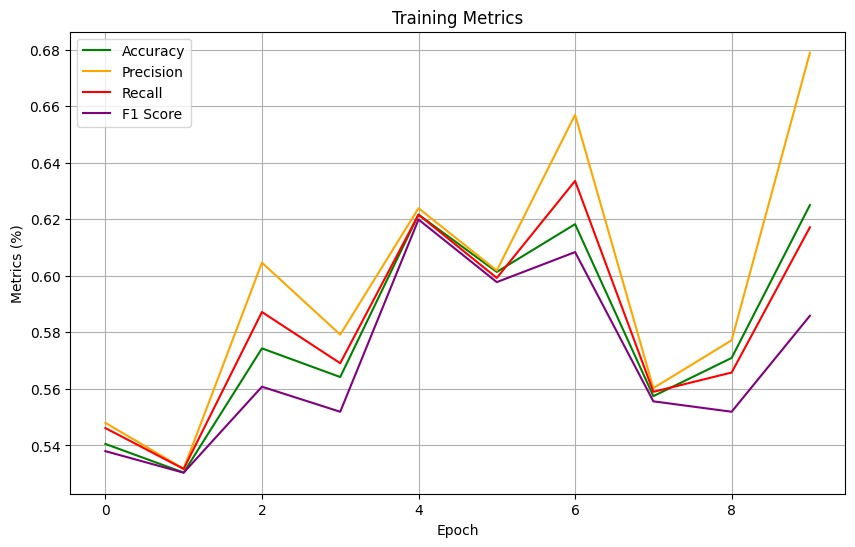 Training Metrics
Accuracy
Precision
Recall
F1 Score
Metrics (%)
0.68
0.66
0.64
0.62
0.60
0.58
0.56
0.54
0 2 4 6 8
Epoch